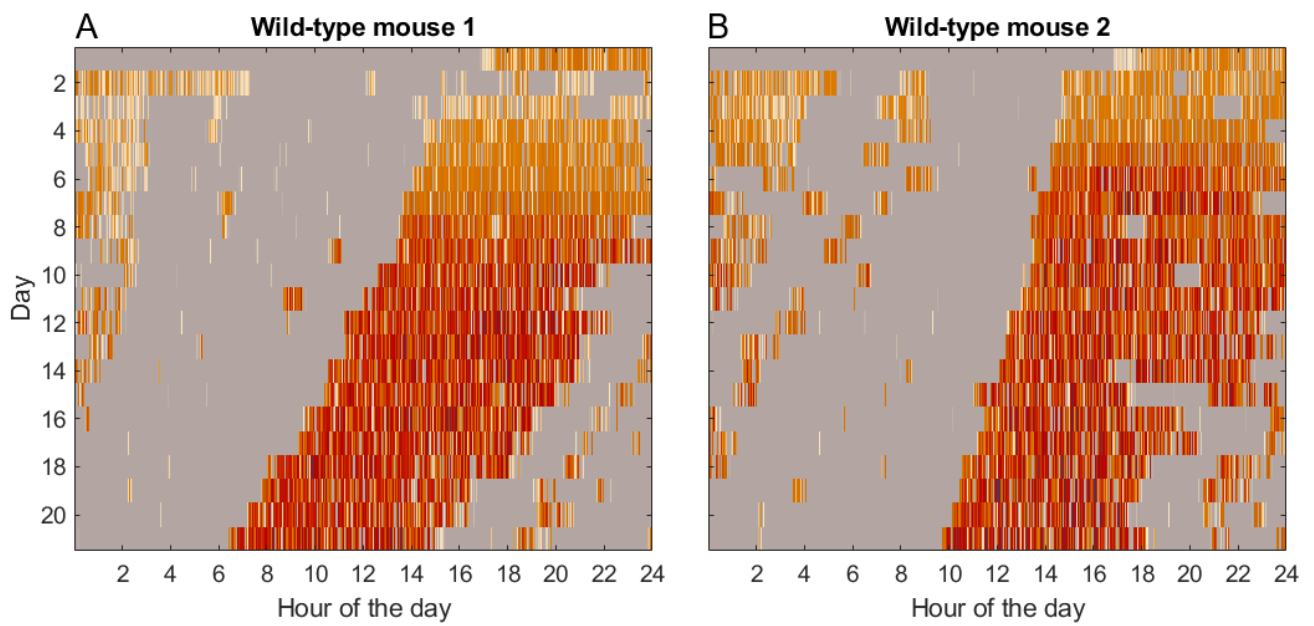 A
Wild-type mouse 1
Day
2
4
6
8
10
12
14
16
18
20
2 4 6 8 10 12 14 16 18 20 22 24
Hour of the day
B
Wild-type mouse 2
2 4 6 8 10 12 14 16 18 20 22 24
Hour of the day